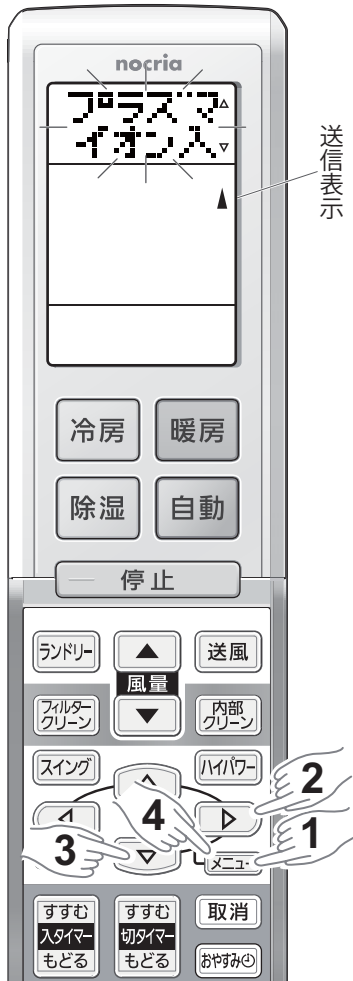 nocria
プラズマ
イオン入
送信表示
冷房
暖房
除湿
自動
停止
ランドリー
送風
風量
フィルター
クリーン
内部
クリーン
スイング
ハイパワー
2
4
3
1
メニュー
すすむ
入タイマー
もどる
すすむ
切タイマー
もどる
取消
おやすみ